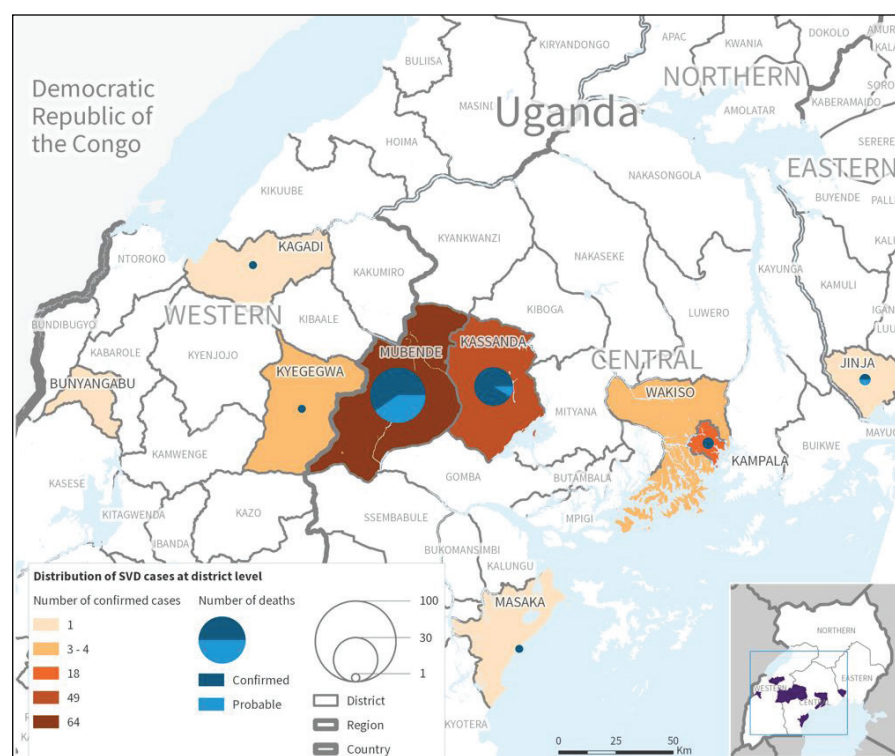 KIRYANDONGO
APAC
KWANIA
DOKOLO
BULIISA
NORTHERN
Democratic
Republic of
the Congo
MASINDI
Uganda
AMOLATAR
KABERAMAIDO
HOIMA
SERERE
EASTERN
KIKUUBE
NAKASONGOLA
BUYENDE
KAGADI
NTOROKO
KYANKWANZI
NAKASEKE
KAKUMIRO
KAYUNGA
KAMULI
WESTERN
KIBAALE
KIBOGA
LUWERO
BUNDIBUGYO
KABAROLE
KYENJOJO
MUBENDE
KASSANDA
CENTRAL
JINJA
KYEGEGWA
BUNYANGABU
WAKISO
MITYANA
KAMWENGE
BUIKWE
KAMPALA
KASESE
GOMBA
BUTAMBALA
KITAGWENDA
KAZO
SSEMBABULE
MPIGI
IBANDA
BUKOMANSIMBI
KALUNGU
MASAKA
KYOTERA
Distribution of SVD cases at district level
Number of confirmed cases
1
3 - 4
18
49
64
Number of deaths
Confirmed
Probable
100
30
1
District
Region
Country
0 25 50
Km
NORTHERN
WESTERN
EASTERN
CENTRAL